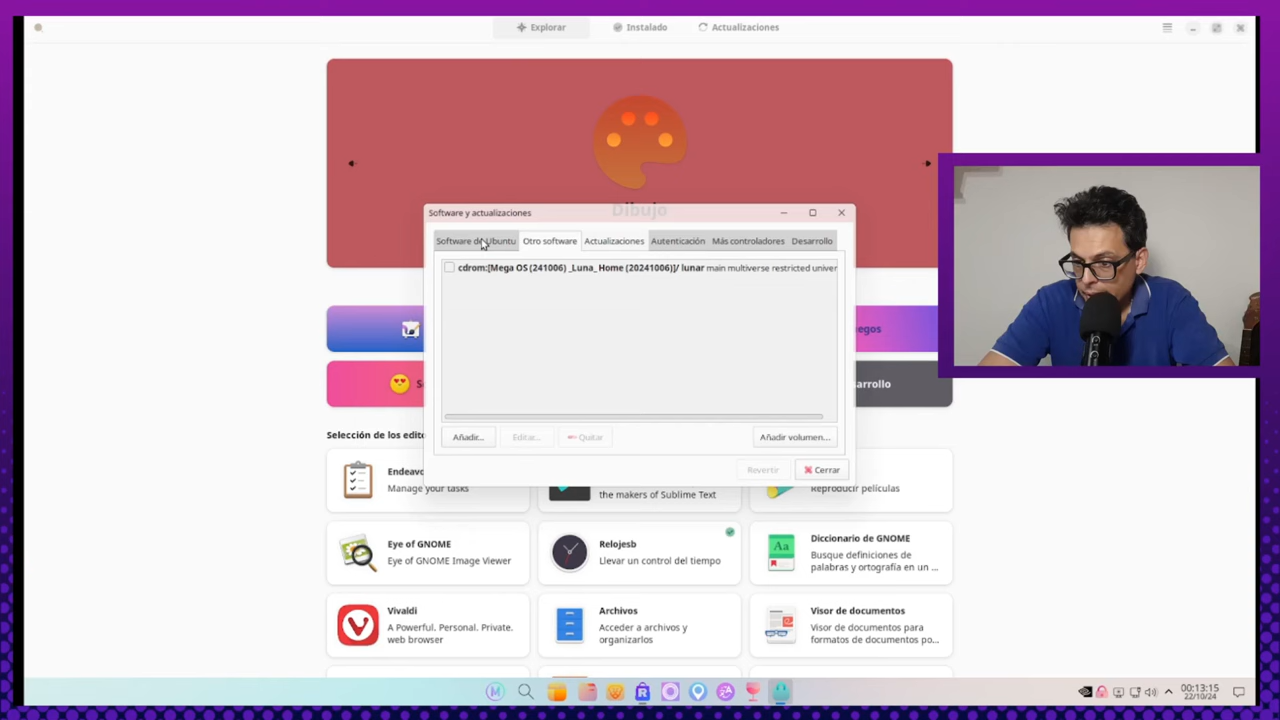 Explorar
Instalado
Actualizaciones
Dibujo
Software y actualizaciones
Software de Ubuntu
Otro software
Actualizaciones
Autenticación
Más controladores
Desarrollo
cdrom:[Mega OS (241006) _Luna_Home (20241006)]/ lunar main multiverse restricted univer
Añadir...
Editar...
Quitar
Añadir volumen...
Revertir
Cerrar
Selección de los edito
Manage your tasks
the makers of Sublime Text
Reproducir películas
Eye of GNOME
Eye of GNOME Image Viewer
Relojesb
Llevar un control del tiempo
Diccionario de GNOME
Busque definiciones de
palabras y ortografía en un ...
Vivaldi
A Powerful. Personal. Private.
web browser
Archivos
Acceder a archivos y
organizarlos
Visor de documentos
Visor de documentos para
formatos de documentos po...
00:13:15
22/10/24